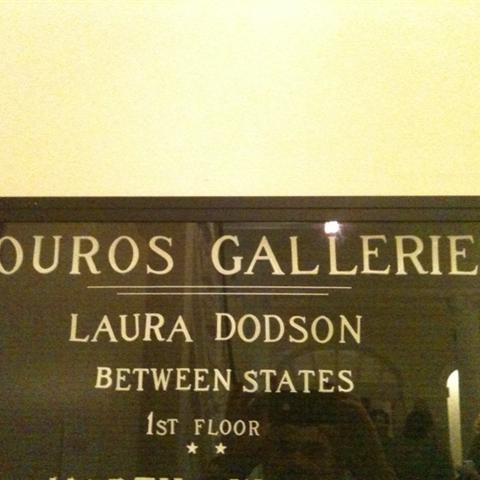 OUROS GALLERIE
LAURA DODSON
BETWEEN STATES
1ST FLOOR
★ ★